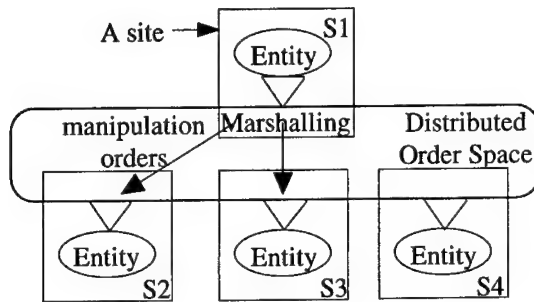 A site
S1
Entity
manipulation
orders
Marshalling
Distributed
Order Space
Entity
S2
Entity
S3
Entity
S4